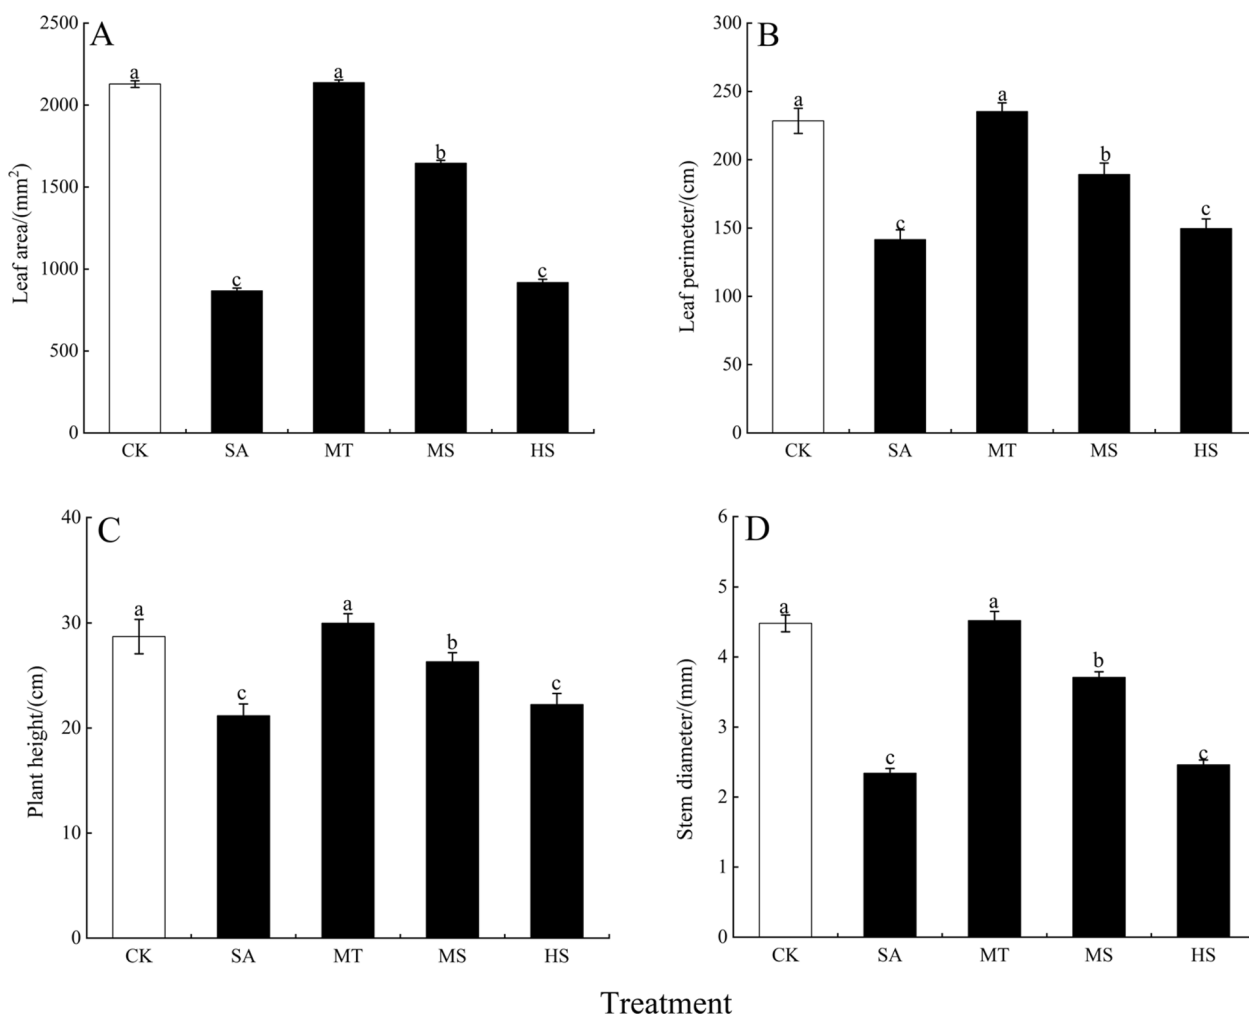 A
Leaf area/(mm²)
2500
2000
1500
1000
500
0
a
c
a
b
c
CK SA MT MS HS
B
Leaf perimeter/(cm)
300
250
200
150
100
50
0
a
c
a
b
c
CK SA MT MS HS
C
Plant height/(cm)
40
30
20
10
0
a
c
a
b
c
CK SA MT MS HS
D
Stem diameter/(mm)
6
5
4
3
2
1
0
a
c
a
b
c
CK SA MT MS HS
Treatment